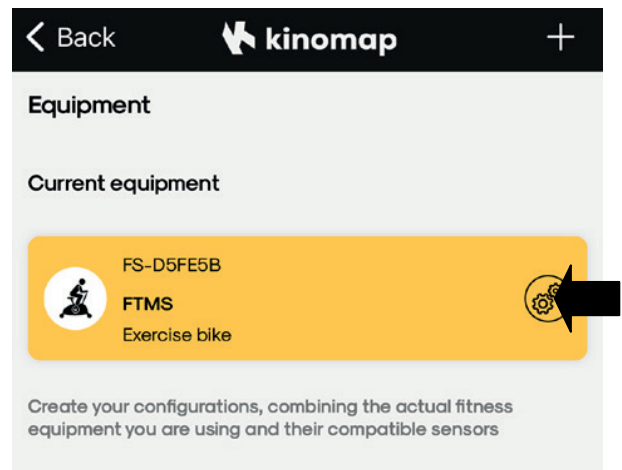 Back
kinomap
Equipment
Current equipment
FS-D5FE5B
FTMS
Exercise bike
Create your configurations, combining the actual fitness
equipment you are using and their compatible sensors